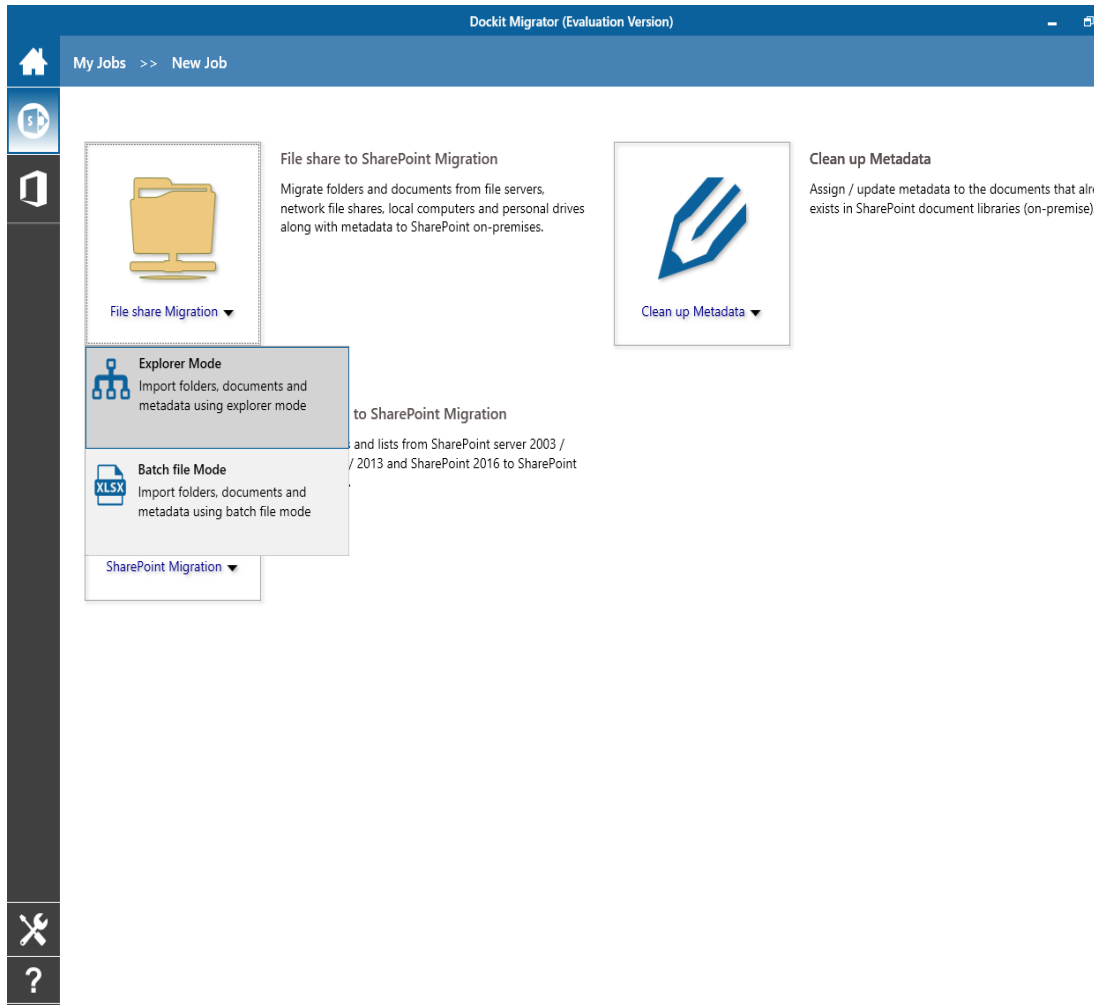 Dockit Migrator (Evaluation Version)
My Jobs >> New Job
File share to SharePoint Migration
Migrate folders and documents from file servers,
network file shares, local computers and personal drives
along with metadata to SharePoint on-premises.
File share Migration
Clean up Metadata
Assign / update metadata to the documents that alre
exists in SharePoint document libraries (on-premise)
Clean up Metadata
Explorer Mode
Import folders, documents and
metadata using explorer mode
Batch file Mode
XLSX
Import folders, documents and
metadata using batch file mode
to SharePoint Migration
and lists from SharePoint server 2003 /
/ 2013 and SharePoint 2016 to SharePoint
SharePoint Migration
S
?